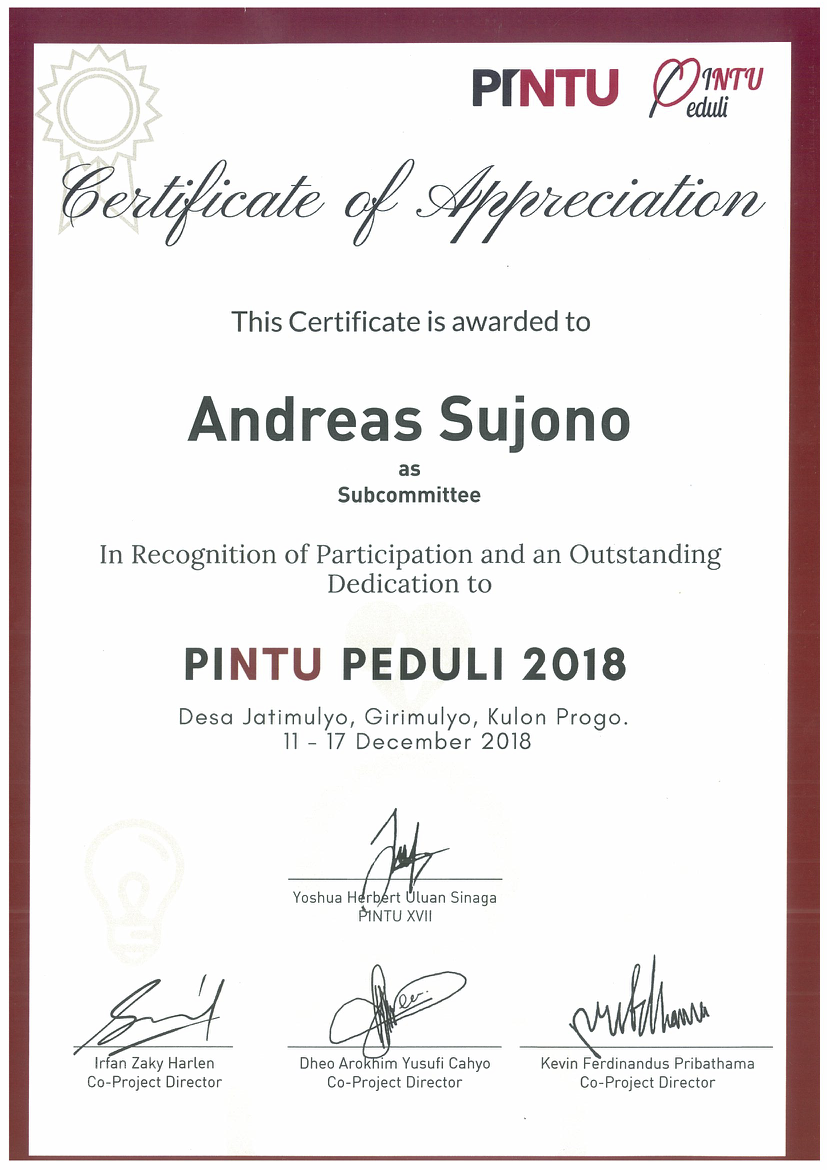 PINTU
PINTU
Peduli
Certificate of Appreciation
This Certificate is awarded to
Andreas Sujono
as
Subcommittee
In Recognition of Participation and an Outstanding
Dedication to
PINTU PEDULI 2018
Desa Jatimulyo, Girimulyo, Kulon Progo.
11 - 17 December 2018
Yoshua Herbert Uluan Sinaga
PINTU XVII
Irfan Zaky Harlen
Co-Project Director
Dheo Arokhim Yusufi Cahyo
Co-Project Director
Pribathama
Kevin Ferdinandus Pribathama
Co-Project Director